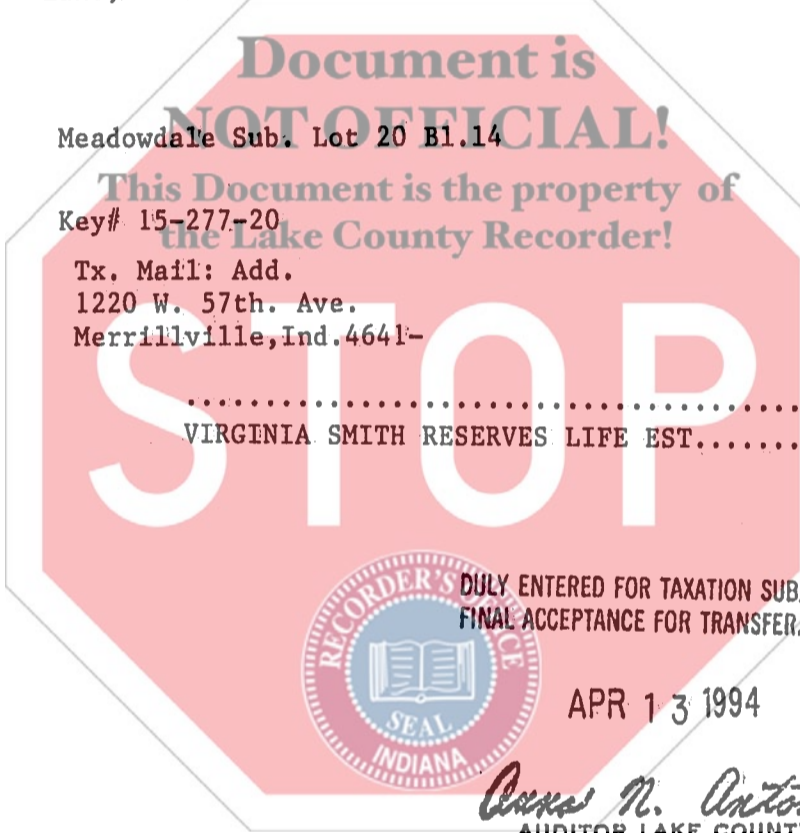 Document is
NOT OFFICIAL!
Meadowdale Sub. Lot 20 Bl.14
This Document is the property of
Key# 15-277-20
the Lake County Recorder!
Tx. Mail: Add.
1220 W. 57th. Ave.
Merrillville,Ind.4641-
STOP
VIRGINIA SMITH RESERVES LIFE EST.......
RECORDER'S OFFICE
SEAL
INDIANA
DULY ENTERED FOR TAXATION SUB
FINAL ACCEPTANCE FOR TRANSFER.
APR 13 1994
Anna N. Anto
AUDITOR LAKE COUNT